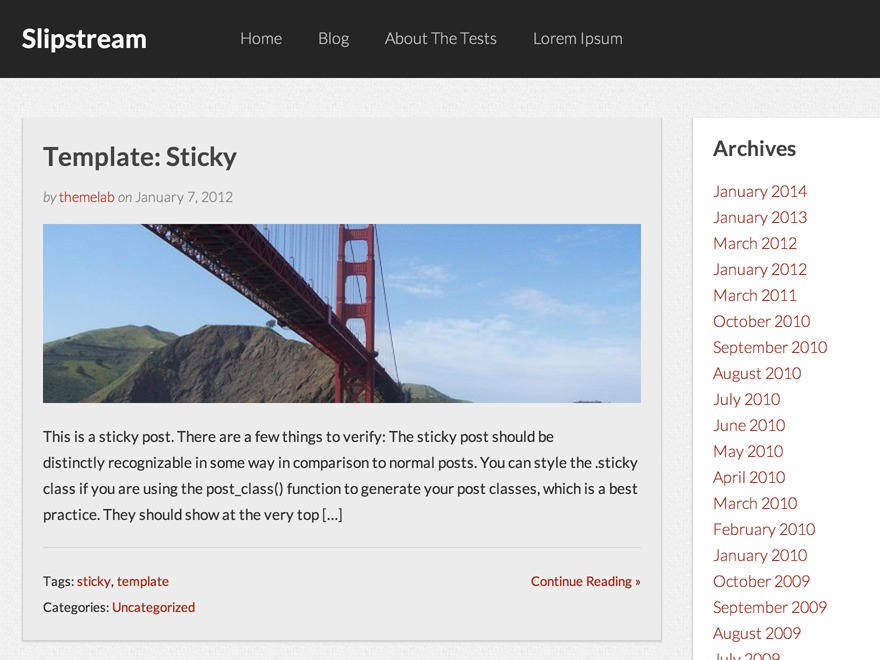 Slipstream
Home Blog About The Tests Lorem Ipsum
Template: Sticky
by themelab on January 7, 2012
This is a sticky post. There are a few things to verify: The sticky post should be
distinctly recognizable in some way in comparison to normal posts. You can style the .sticky
class if you are using the post_class() function to generate your post classes, which is a best
practice. They should show at the very top [...]
Tags: sticky, template
Continue Reading »
Categories: Uncategorized
Archives
January 2014
January 2013
March 2012
January 2012
March 2011
October 2010
September 2010
August 2010
July 2010
June 2010
May 2010
April 2010
March 2010
February 2010
January 2010
October 2009
September 2009
August 2009
July 2009